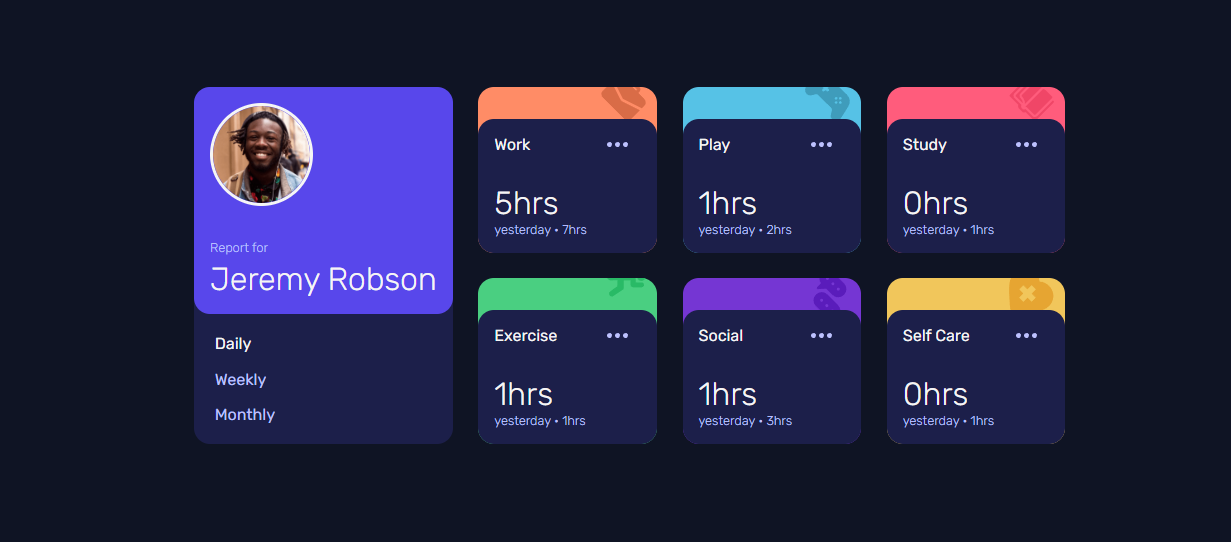 Report for
Jeremy Robson
Daily
Weekly
Monthly
Work
5hrs
yesterday • 7hrs
Play
1hrs
yesterday • 2hrs
Study
0hrs
yesterday • 1hrs
Exercise
1hrs
yesterday • 1hrs
Social
1hrs
yesterday • 3hrs
Self Care
0hrs
yesterday • 1hrs